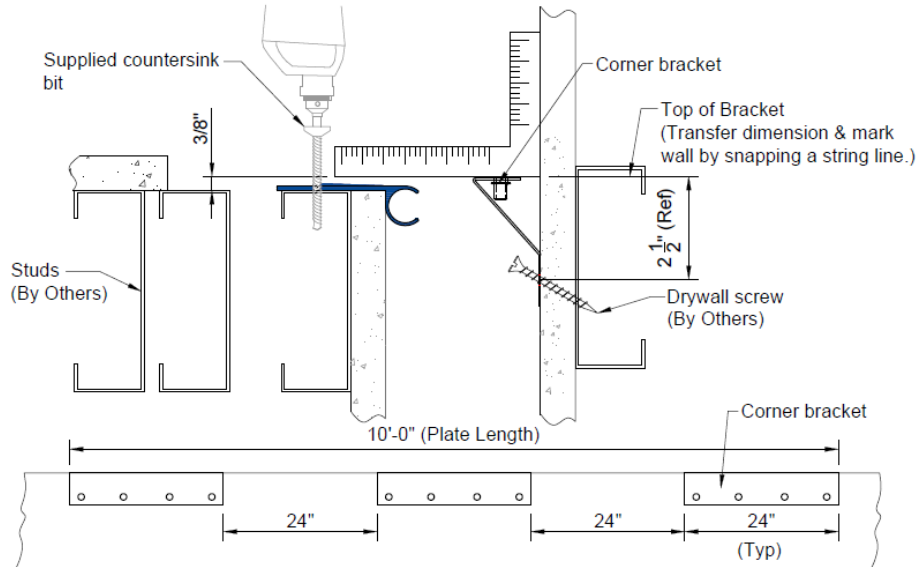 Supplied countersink
bit
3/8"
Corner bracket
Top of Bracket
(Transfer dimension & mark
wall by snapping a string line.)
2 1/2" (Ref)
Studs
(By Others)
Drywall screw
(By Others)
Corner bracket
10'-0" (Plate Length)
24"
24"
24"
(Typ)